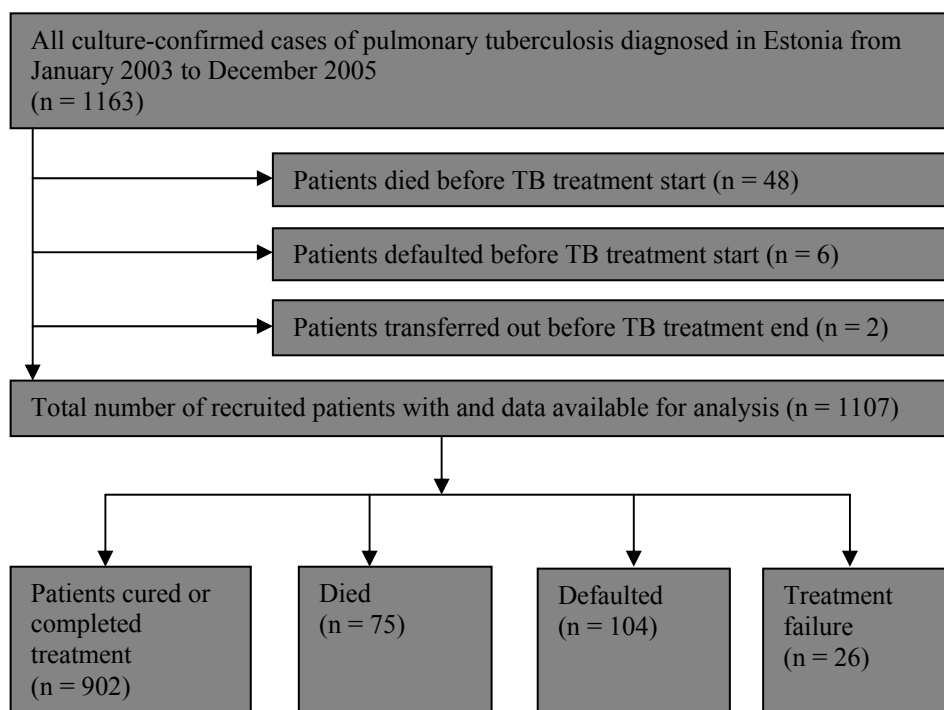 All culture-confirmed cases of pulmonary tuberculosis diagnosed in Estonia from
January 2003 to December 2005
(n = 1163)
Patients died before TB treatment start (n = 48)
Patients defaulted before TB treatment start (n = 6)
Patients transferred out before TB treatment end (n = 2)
Total number of recruited patients with and data available for analysis (n = 1107)
Patients cured or
completed
treatment
(n = 902)
Died
(n = 75)
Defaulted
(n = 104)
Treatment
failure
(n = 26)